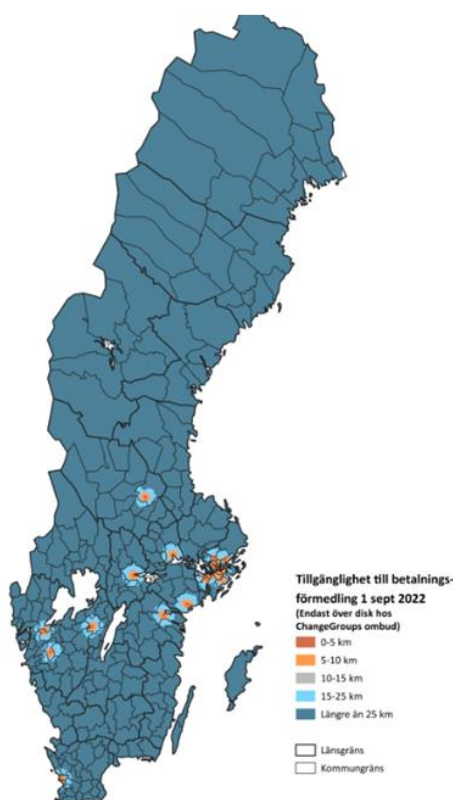 Tillgänglighet till betalnings-
förmedling 1 sept 2022
(Endast över disk hos
ChangeGroups ombud)
0-5 km
5-10 km
10-15 km
15-25 km
Längre än 25 km
Länsgräns
Kommungräns